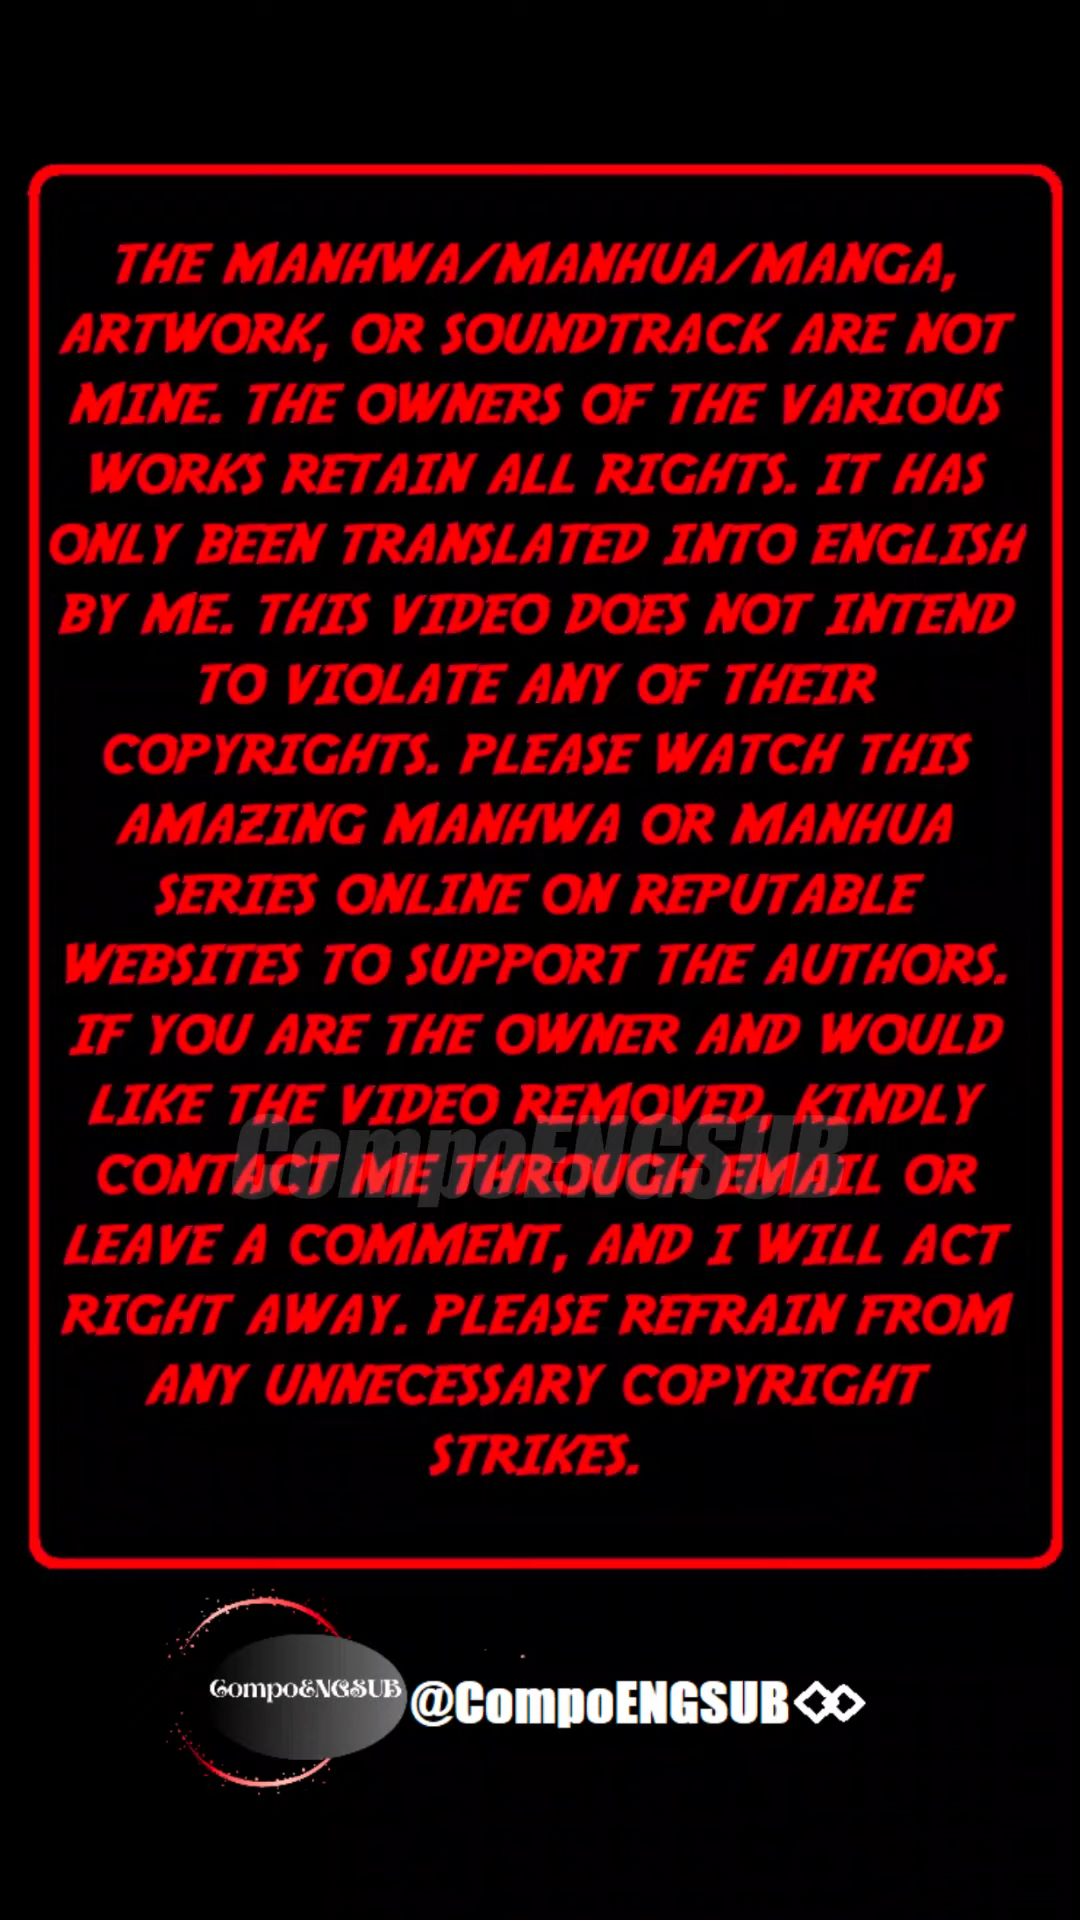 THE MANHWA/MANHUA/MANGA,
ARTWORK, OR SOUNDTRACK ARE NOT
MINE. THE OWNERS OF THE VARIOUS
WORKS RETAIN ALL RIGHTS. IT HAS
ONLY BEEN TRANSLATED INTO ENGLISH
BY ME. THIS VIDEO DOES NOT INTEND
TO VIOLATE ANY OF THEIR
COPYRIGHTS. PLEASE WATCH THIS
AMAZING MANHWA OR MANHUA
SERIES ONLINE ON REPUTABLE
WEBSITES TO SUPPORT THE AUTHORS.
IF YOU ARE THE OWNER AND WOULD
LIKE THE VIDEO REMOVED, KINDLY
CompoENGSUB
CONTACT ME THROUGH EMAIL OR
LEAVE A COMMENT, AND I WILL ACT
RIGHT AWAY. PLEASE REFRAIN FROM
ANY UNNECESSARY COPYRIGHT
STRIKES.
CompoENGSUB
@CompoENGSUB